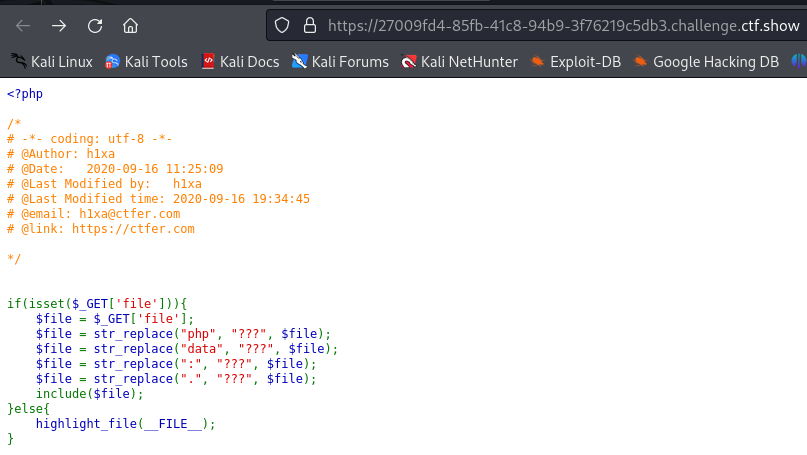 https://27009fd4-85fb-41c8-94b9-3f76219c5db3.challenge.ctf.show
Kali Linux Kali Tools Kali Docs Kali Forums Kali NetHunter Exploit-DB Google Hacking DB
<?php
/*
# -*- coding: utf-8 -*-
# @Author: h1xa
# @Date:   2020-09-16 11:25:09
# @Last Modified by:   h1xa
# @Last Modified time: 2020-09-16 19:34:45
# @email: h1xa@ctfer.com
# @link: https://ctfer.com
*/
if(isset($_GET['file'])){
    $file = $_GET['file'];
    $file = str_replace("php", "???", $file);
    $file = str_replace("data", "???", $file);
    $file = str_replace(":", "???", $file);
    $file = str_replace(".", "???", $file);
    include($file);
}else{
    highlight_file(__FILE__);
}